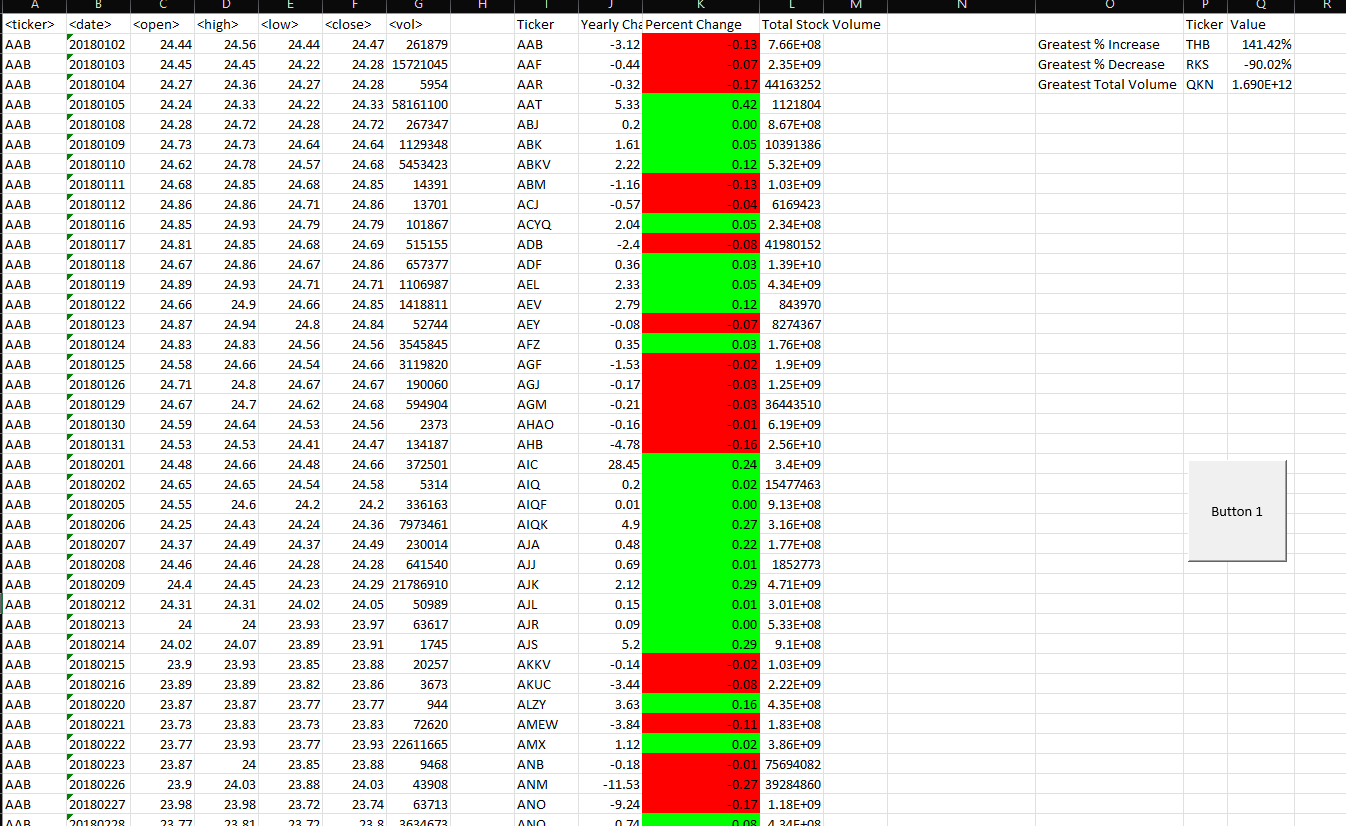 A B C D E F G H I J K L M N O P Q R
<ticker> <date> <open> <high> <low> <close> <vol> Ticker Yearly Cha Percent Change Total Stock Volume Ticker Value
AAB 20180102 24.44 24.56 24.44 24.47 261879 AAB -3.12 -0.13 7.66E+08 Greatest % Increase THB 141.42%
AAB 20180103 24.45 24.45 24.22 24.28 15721045 AAF -0.44 -0.07 2.35E+09 Greatest % Decrease RKS -90.02%
AAB 20180104 24.27 24.36 24.27 24.28 5954 AAR -0.32 -0.17 44163252 Greatest Total Volume QKN 1.690E+12
AAB 20180105 24.24 24.33 24.22 24.33 58161100 AAT 5.33 0.42 1121804
AAB 20180108 24.28 24.72 24.28 24.72 267347 ABJ 0.2 0.00 8.67E+08
AAB 20180109 24.73 24.73 24.64 24.64 1129348 ABK 1.61 0.05 10391386
AAB 20180110 24.62 24.78 24.57 24.68 5453423 ABKV 2.22 0.12 5.32E+09
AAB 20180111 24.68 24.85 24.68 24.85 14391 ABM -1.16 -0.13 1.03E+09
AAB 20180112 24.86 24.86 24.71 24.86 13701 ACJ -0.57 -0.04 6169423
AAB 20180116 24.85 24.93 24.79 24.79 101867 ACYQ 2.04 0.05 2.34E+08
AAB 20180117 24.81 24.85 24.68 24.69 515155 ADB -2.4 -0.08 41980152
AAB 20180118 24.67 24.86 24.67 24.86 657377 ADF 0.36 0.03 1.39E+10
AAB 20180119 24.89 24.93 24.71 24.71 1106987 AEL 2.33 0.05 4.34E+09
AAB 20180122 24.66 24.9 24.66 24.85 1418811 AEV 2.79 0.12 843970
AAB 20180123 24.87 24.94 24.8 24.84 52744 AEY -0.08 -0.07 8274367
AAB 20180124 24.83 24.83 24.56 24.56 3545845 AFZ 0.35 0.03 1.76E+08
AAB 20180125 24.58 24.66 24.54 24.66 3119820 AGF -1.53 -0.02 1.9E+09
AAB 20180126 24.71 24.8 24.67 24.67 190060 AGJ -0.17 -0.03 1.25E+09
AAB 20180129 24.67 24.7 24.62 24.68 594904 AGM -0.21 -0.03 36443510
AAB 20180130 24.59 24.64 24.53 24.56 2373 AHAO -0.16 -0.01 6.19E+09
AAB 20180131 24.53 24.53 24.41 24.47 134187 AHB -4.78 -0.16 2.56E+10
AAB 20180201 24.48 24.66 24.48 24.66 372501 AIC 28.45 0.24 3.4E+09
AAB 20180202 24.65 24.65 24.54 24.58 5314 AIQ 0.2 0.02 15477463
AAB 20180205 24.55 24.6 24.2 24.2 336163 AIQF 0.01 0.00 9.13E+08
AAB 20180206 24.25 24.43 24.24 24.36 7973461 AIQK 4.9 0.27 3.16E+08 Button 1
AAB 20180207 24.37 24.49 24.37 24.49 230014 AJA 0.48 0.22 1.77E+08
AAB 20180208 24.46 24.46 24.28 24.28 641540 AJJ 0.69 0.01 1852773
AAB 20180209 24.4 24.45 24.23 24.29 21786910 AJK 2.12 0.29 4.71E+09
AAB 20180212 24.31 24.31 24.02 24.05 50989 AJL 0.15 0.01 3.01E+08
AAB 20180213 24 24 23.93 23.97 63617 AJR 0.09 0.00 5.33E+08
AAB 20180214 24.02 24.07 23.89 23.91 1745 AJS 5.2 0.29 9.1E+08
AAB 20180215 23.9 23.93 23.85 23.88 20257 AKKV -0.14 -0.02 1.03E+09
AAB 20180216 23.89 23.89 23.82 23.86 3673 AKUC -3.44 -0.08 2.22E+09
AAB 20180220 23.87 23.87 23.77 23.77 944 ALZY 3.63 0.16 4.35E+08
AAB 20180221 23.73 23.83 23.73 23.83 72620 AMEW -3.84 -0.11 1.83E+08
AAB 20180222 23.77 23.93 23.77 23.93 22611665 AMX 1.12 0.02 3.86E+09
AAB 20180223 23.87 24 23.85 23.88 9468 ANB -0.18 -0.01 75694082
AAB 20180226 23.9 24.03 23.88 24.03 43908 ANM -11.53 -0.27 39284860
AAB 20180227 23.98 23.98 23.72 23.74 63713 ANO -9.24 -0.17 1.18E+09
AAB 20180228 23.77 23.81 23.72 23.8 3634673 0.74 0.08 4.34E+08